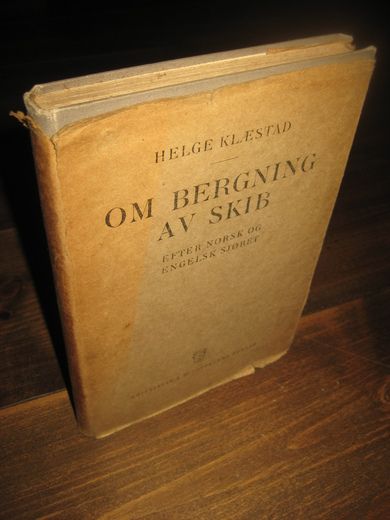 HELGE KLÆSTAD
OM BERGNING
AV SKIB
EFTER NORSK OG
ENGELSK SJØRET